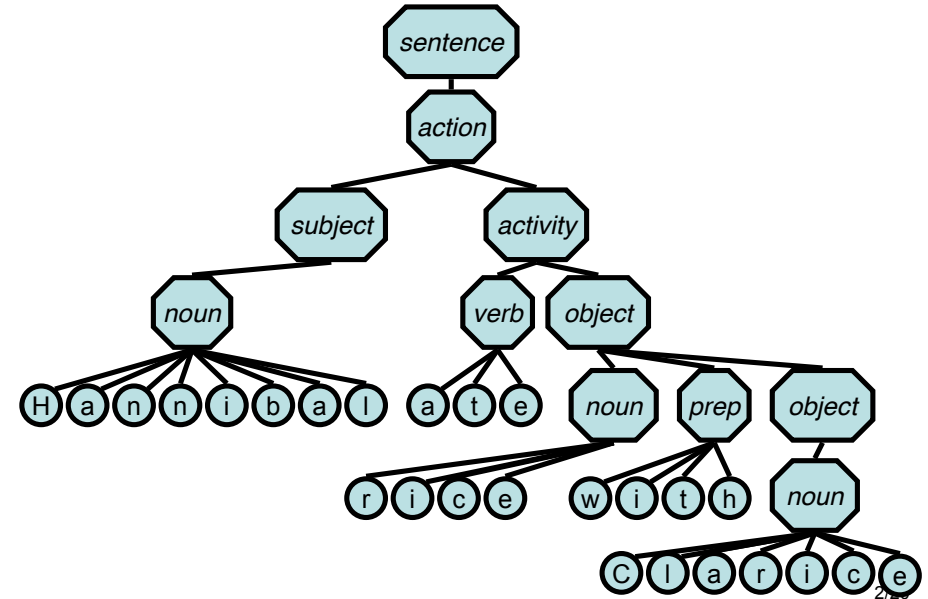 sentence
action
subject activity
noun verb object
H a n n i b a l a t e noun prep object
r i c e w i t h noun
C l a r i c e